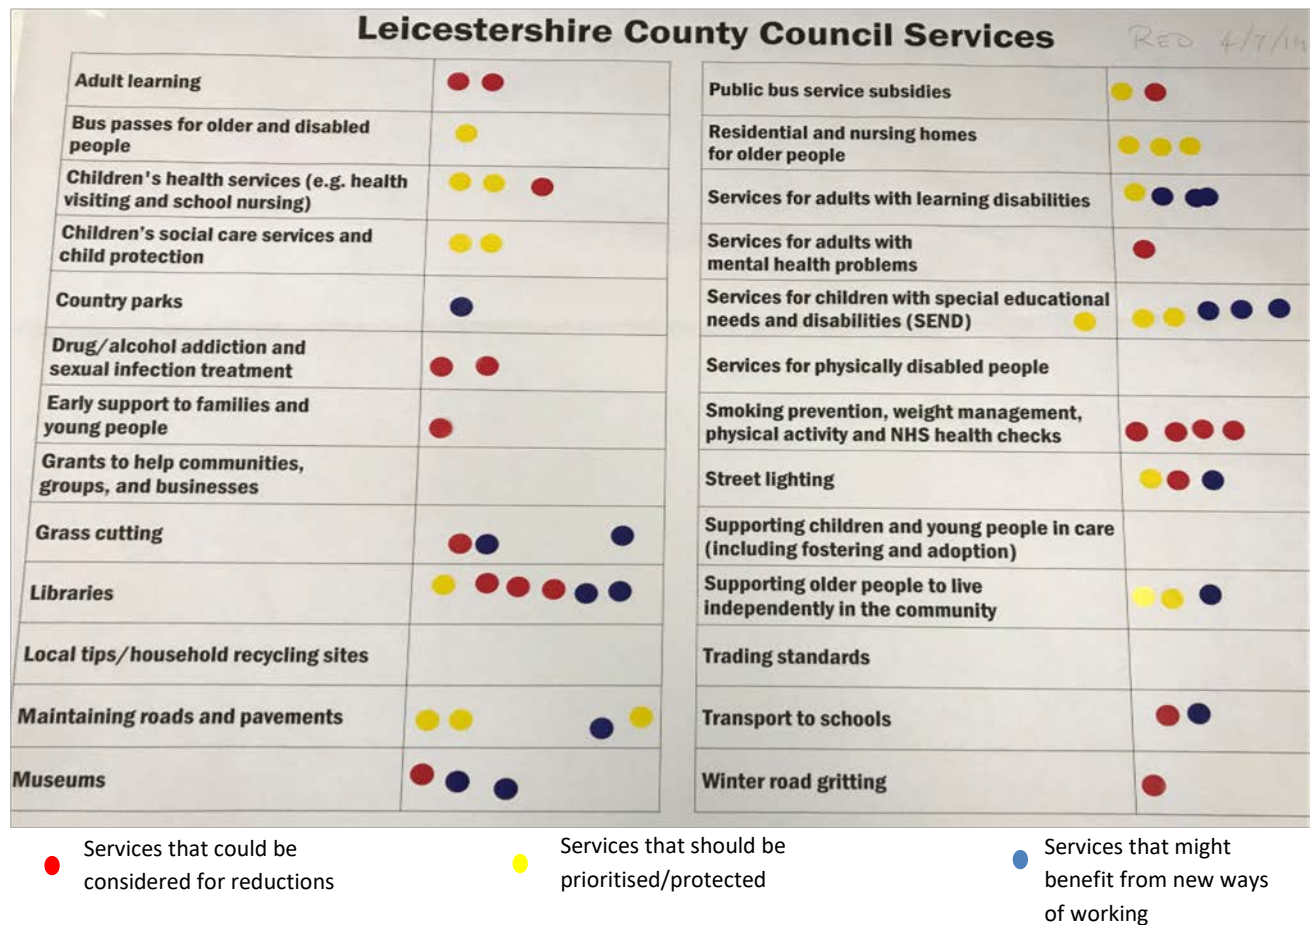 Leicestershire County Council Services
RED 4/7/19
Adult learning
Bus passes for older and disabled
people
Children's health services (e.g. health
visiting and school nursing)
Children's social care services and
child protection
Country parks
Drug/alcohol addiction and
sexual infection treatment
Early support to families and
young people
Grants to help communities,
groups, and businesses
Grass cutting
Libraries
Local tips/household recycling sites
Maintaining roads and pavements
Museums
Public bus service subsidies
Residential and nursing homes
for older people
Services for adults with learning disabilities
Services for adults with
mental health problems
Services for children with special educational
needs and disabilities (SEND)
Services for physically disabled people
Smoking prevention, weight management,
physical activity and NHS health checks
Street lighting
Supporting children and young people in care
(including fostering and adoption)
Supporting older people to live
independently in the community
Trading standards
Transport to schools
Winter road gritting
Services that could be
considered for reductions
Services that should be
prioritised/protected
Services that might
benefit from new ways
of working